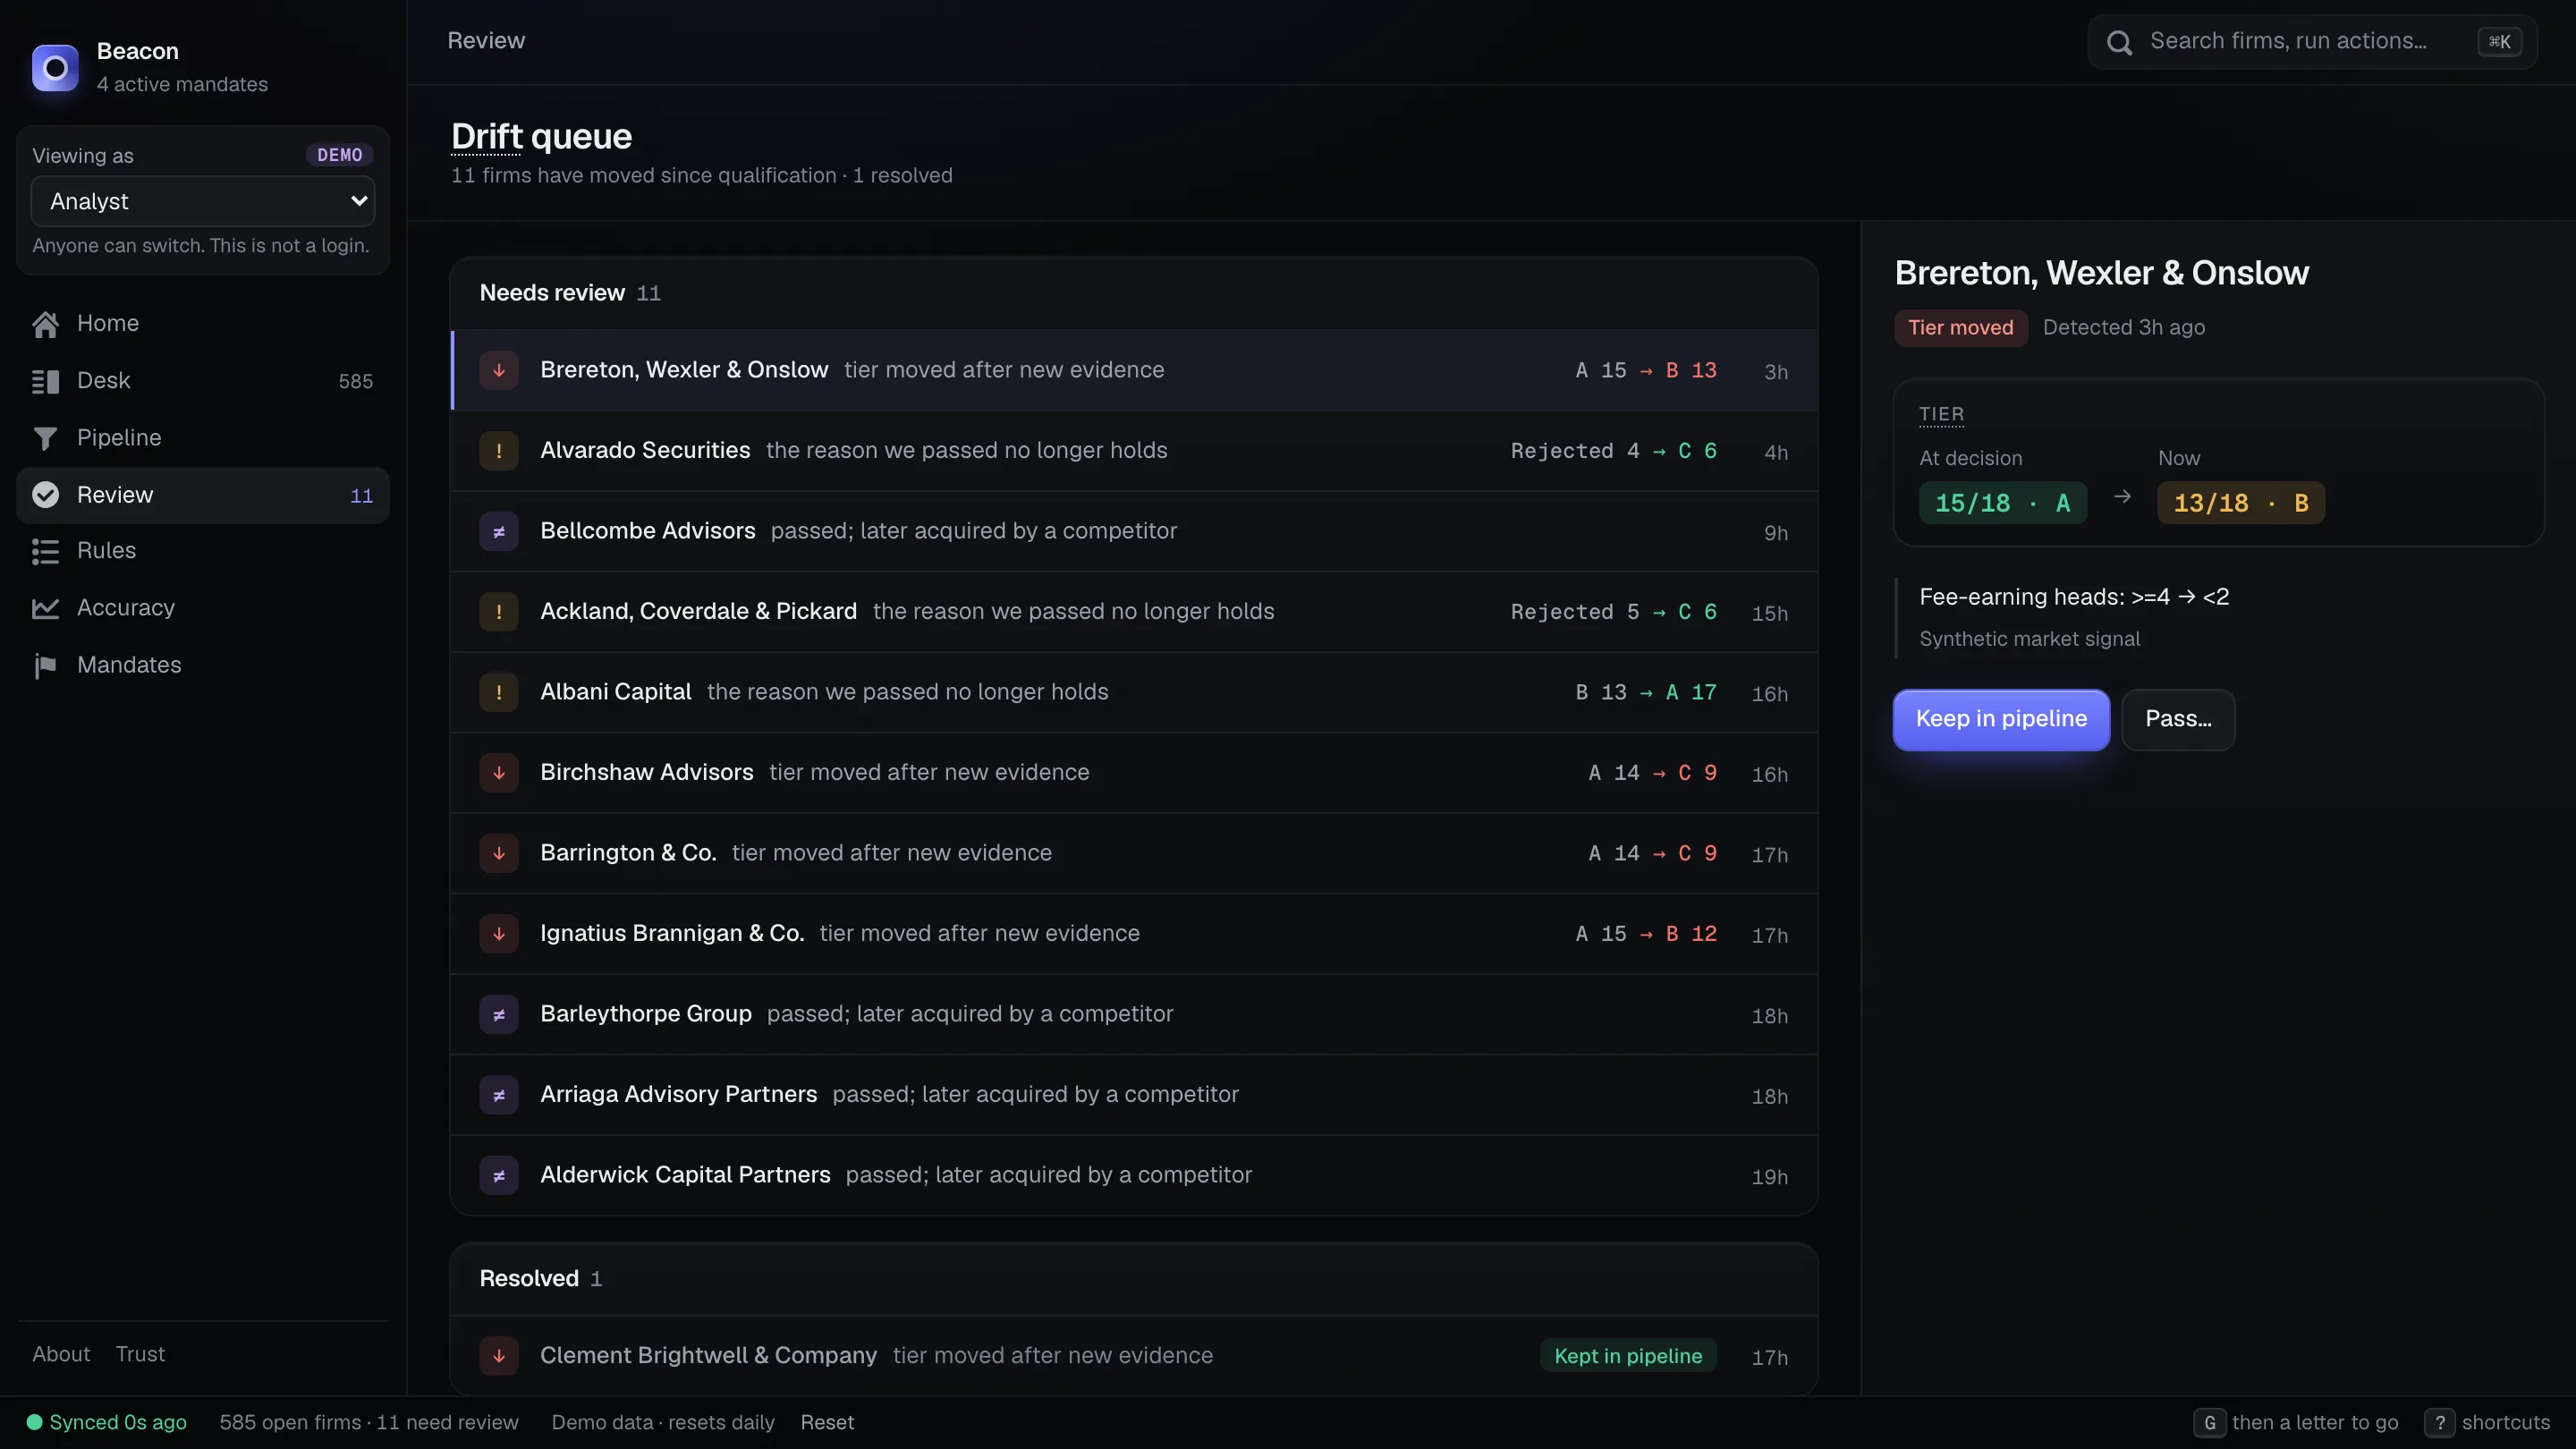 Beacon
4 active mandates
Viewing as DEMO
Analyst
Anyone can switch. This is not a login.
Home
Desk 585
Pipeline
Review 11
Rules
Accuracy
Mandates
About Trust
Review
Search firms, run actions... ⌘K
Drift queue
11 firms have moved since qualification · 1 resolved
Needs review 11
↓ Brereton, Wexler & Onslow tier moved after new evidence A 15 → B 13 3h
! Alvarado Securities the reason we passed no longer holds Rejected 4 → C 6 4h
≠ Bellcombe Advisors passed; later acquired by a competitor 9h
! Ackland, Coverdale & Pickard the reason we passed no longer holds Rejected 5 → C 6 15h
! Albani Capital the reason we passed no longer holds B 13 → A 17 16h
↓ Birchshaw Advisors tier moved after new evidence A 14 → C 9 16h
↓ Barrington & Co. tier moved after new evidence A 14 → C 9 17h
↓ Ignatius Brannigan & Co. tier moved after new evidence A 15 → B 12 17h
≠ Barleythorpe Group passed; later acquired by a competitor 18h
≠ Arriaga Advisory Partners passed; later acquired by a competitor 18h
≠ Alderwick Capital Partners passed; later acquired by a competitor 19h
Resolved 1
↓ Clement Brightwell & Company tier moved after new evidence Kept in pipeline 17h
Brereton, Wexler & Onslow
Tier moved Detected 3h ago
TIER
At decision Now
15/18 · A → 13/18 · B
Fee-earning heads: >=4 → <2
Synthetic market signal
Keep in pipeline Pass...
Synced 0s ago 585 open firms · 11 need review Demo data · resets daily Reset G then a letter to go ? shortcuts